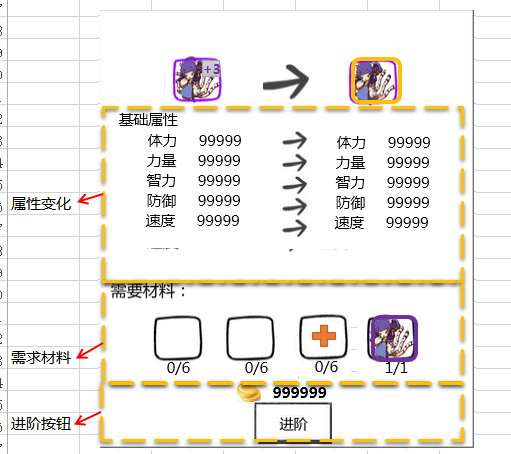 +3
基础属性
体力 99999 体力 99999
力量 99999 力量 99999
智力 99999 智力 99999
属性变化
防御 99999 防御 99999
速度 99999 速度 99999
需要材料：
需求材料
0/6 0/6 0/6 1/1
999999
进阶按钮
进阶